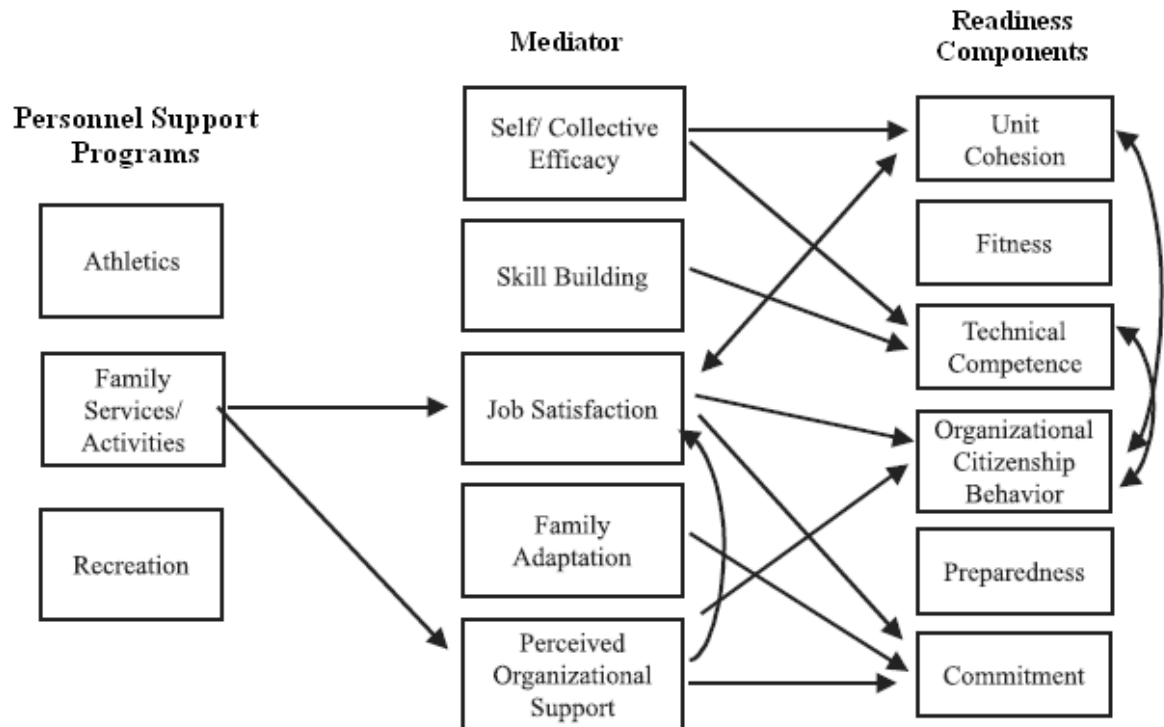 Personnel Support
Programs
Athletics
Family
Services/
Activities
Recreation
Mediator
Self/ Collective
Efficacy
Skill Building
Job Satisfaction
Family
Adaptation
Perceived
Organizational
Support
Readiness
Components
Unit
Cohesion
Fitness
Technical
Competence
Organizational
Citizenship
Behavior
Preparedness
Commitment